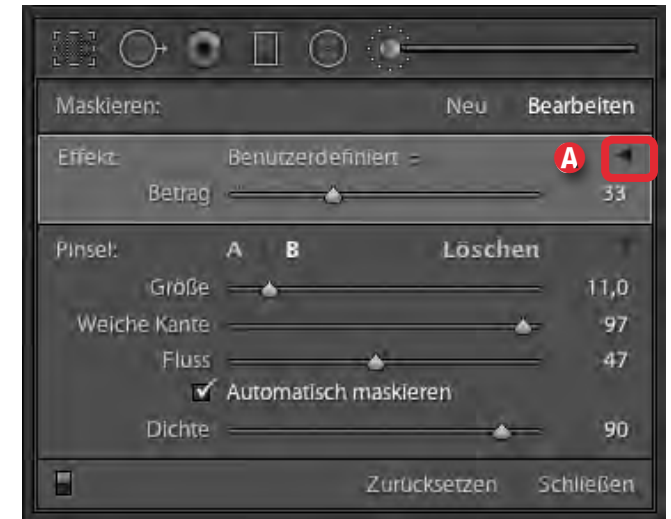 Maskieren: Neu Bearbeiten
Effekt: Benutzerdefiniert A
Betrag 33
Pinsel: A B Löschen
Größe 11,0
Weiche Kante 97
Fluss 47
Automatisch maskieren
Dichte 90
Zurücksetzen Schließen